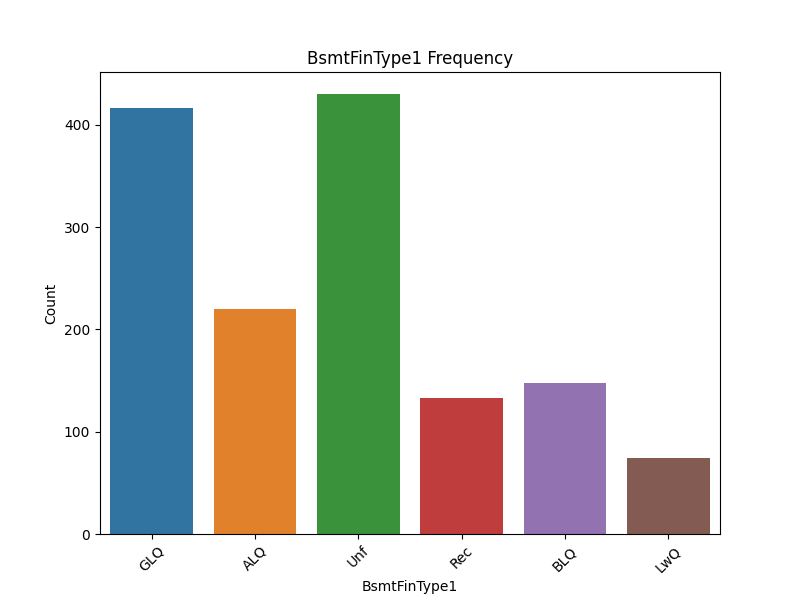 BsmtFinType1 Frequency
400
300
200
100
0
Count
GLQ
ALQ
Unf
Rec
BLQ
LwQ
BsmtFinType1